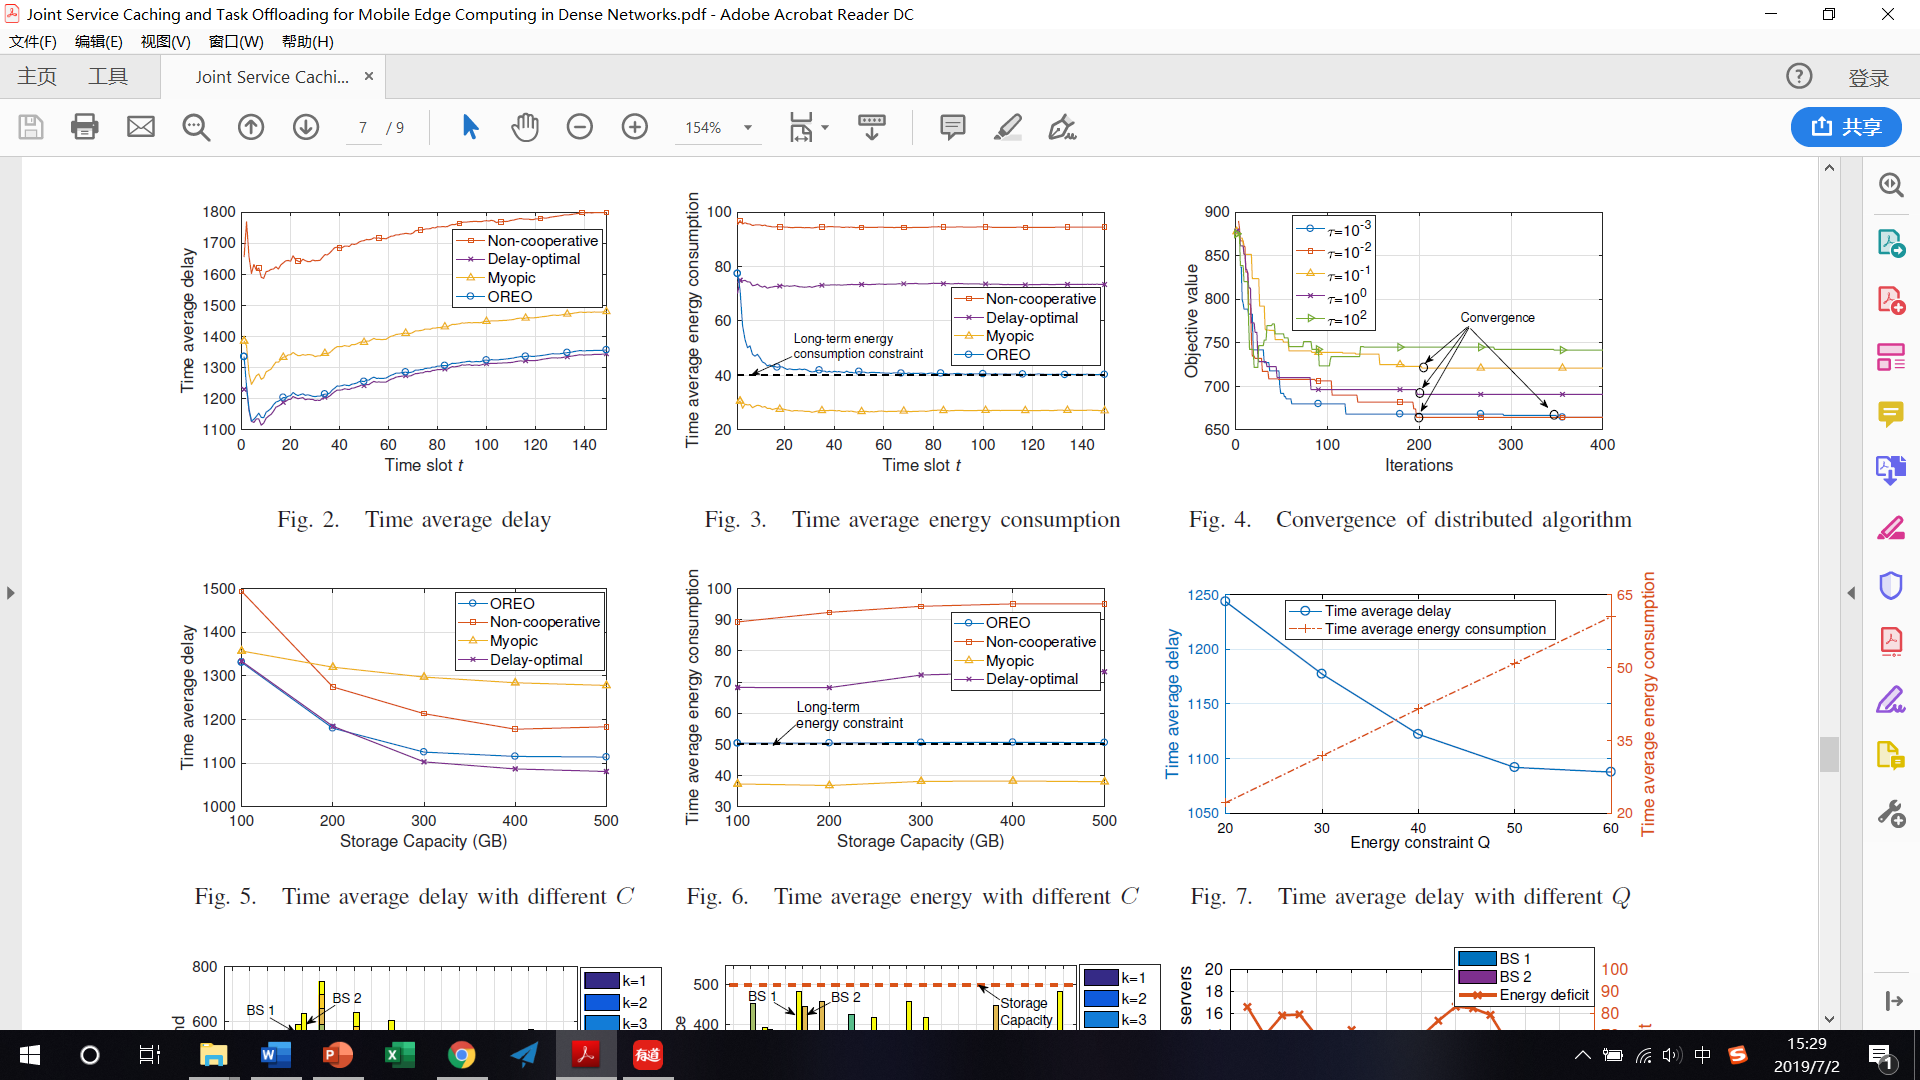 Joint Service Caching and Task Offloading for Mobile Edge Computing in Dense Networks.pdf - Adobe Acrobat Reader DC
文件(F) 编辑(E) 视图(V) 窗口(W) 帮助(H)
主页 工具 Joint Service Cachi... × 登录
7 / 9 154% 共享
Time average delay
1800
1700
1600
1500
1400
1300
1200
1100
0 20 40 60 80 100 120 140
Time slot t
Non-cooperative
Delay-optimal
Myopic
OREO
Fig. 2. Time average delay
Time average energy consumption
100
80
60
40
20
20 40 60 80 100 120 140
Time slot t
Non-cooperative
Delay-optimal
Myopic
OREO
Long-term energy
consumption constraint
Fig. 3. Time average energy consumption
Objective value
900
850
800
750
700
650
0 100 200 300 400
Iterations
τ=10^-3
τ=10^-2
τ=10^-1
τ=10^0
τ=10^2
Convergence
Fig. 4. Convergence of distributed algorithm
Time average delay
1500
1400
1300
1200
1100
1000
100 200 300 400 500
Storage Capacity (GB)
OREO
Non-cooperative
Myopic
Delay-optimal
Fig. 5. Time average delay with different C
Time average energy consumption
100
90
80
70
60
50
40
30
100 200 300 400 500
Storage Capacity (GB)
OREO
Non-cooperative
Myopic
Delay-optimal
Long-term
energy constraint
Fig. 6. Time average energy with different C
Time average delay
1250
1200
1150
1100
1050
20 30 40 50 60
Energy constraint Q
Time average delay
Time average energy consumption
65
50
35
20
Time average energy consumption
Fig. 7. Time average delay with different Q
800
600
BS 1
BS 2
k=1
k=2
k=3
500
400
BS 1
BS 2
Storage
Capacity
k=1
k=2
k=3
servers
20
18
16
BS 1
BS 2
Energy deficit
100
90
80
有道
中
15:29
2019/7/2
1